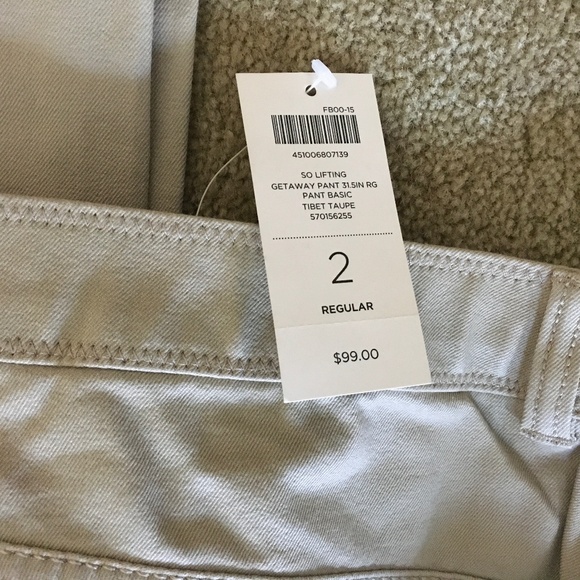 FB00-15
451006807139
SO LIFTING
GETAWAY PANT 31.5IN RG
PANT BASIC
TIBET TAUPE
570156255
2
REGULAR
$99.00